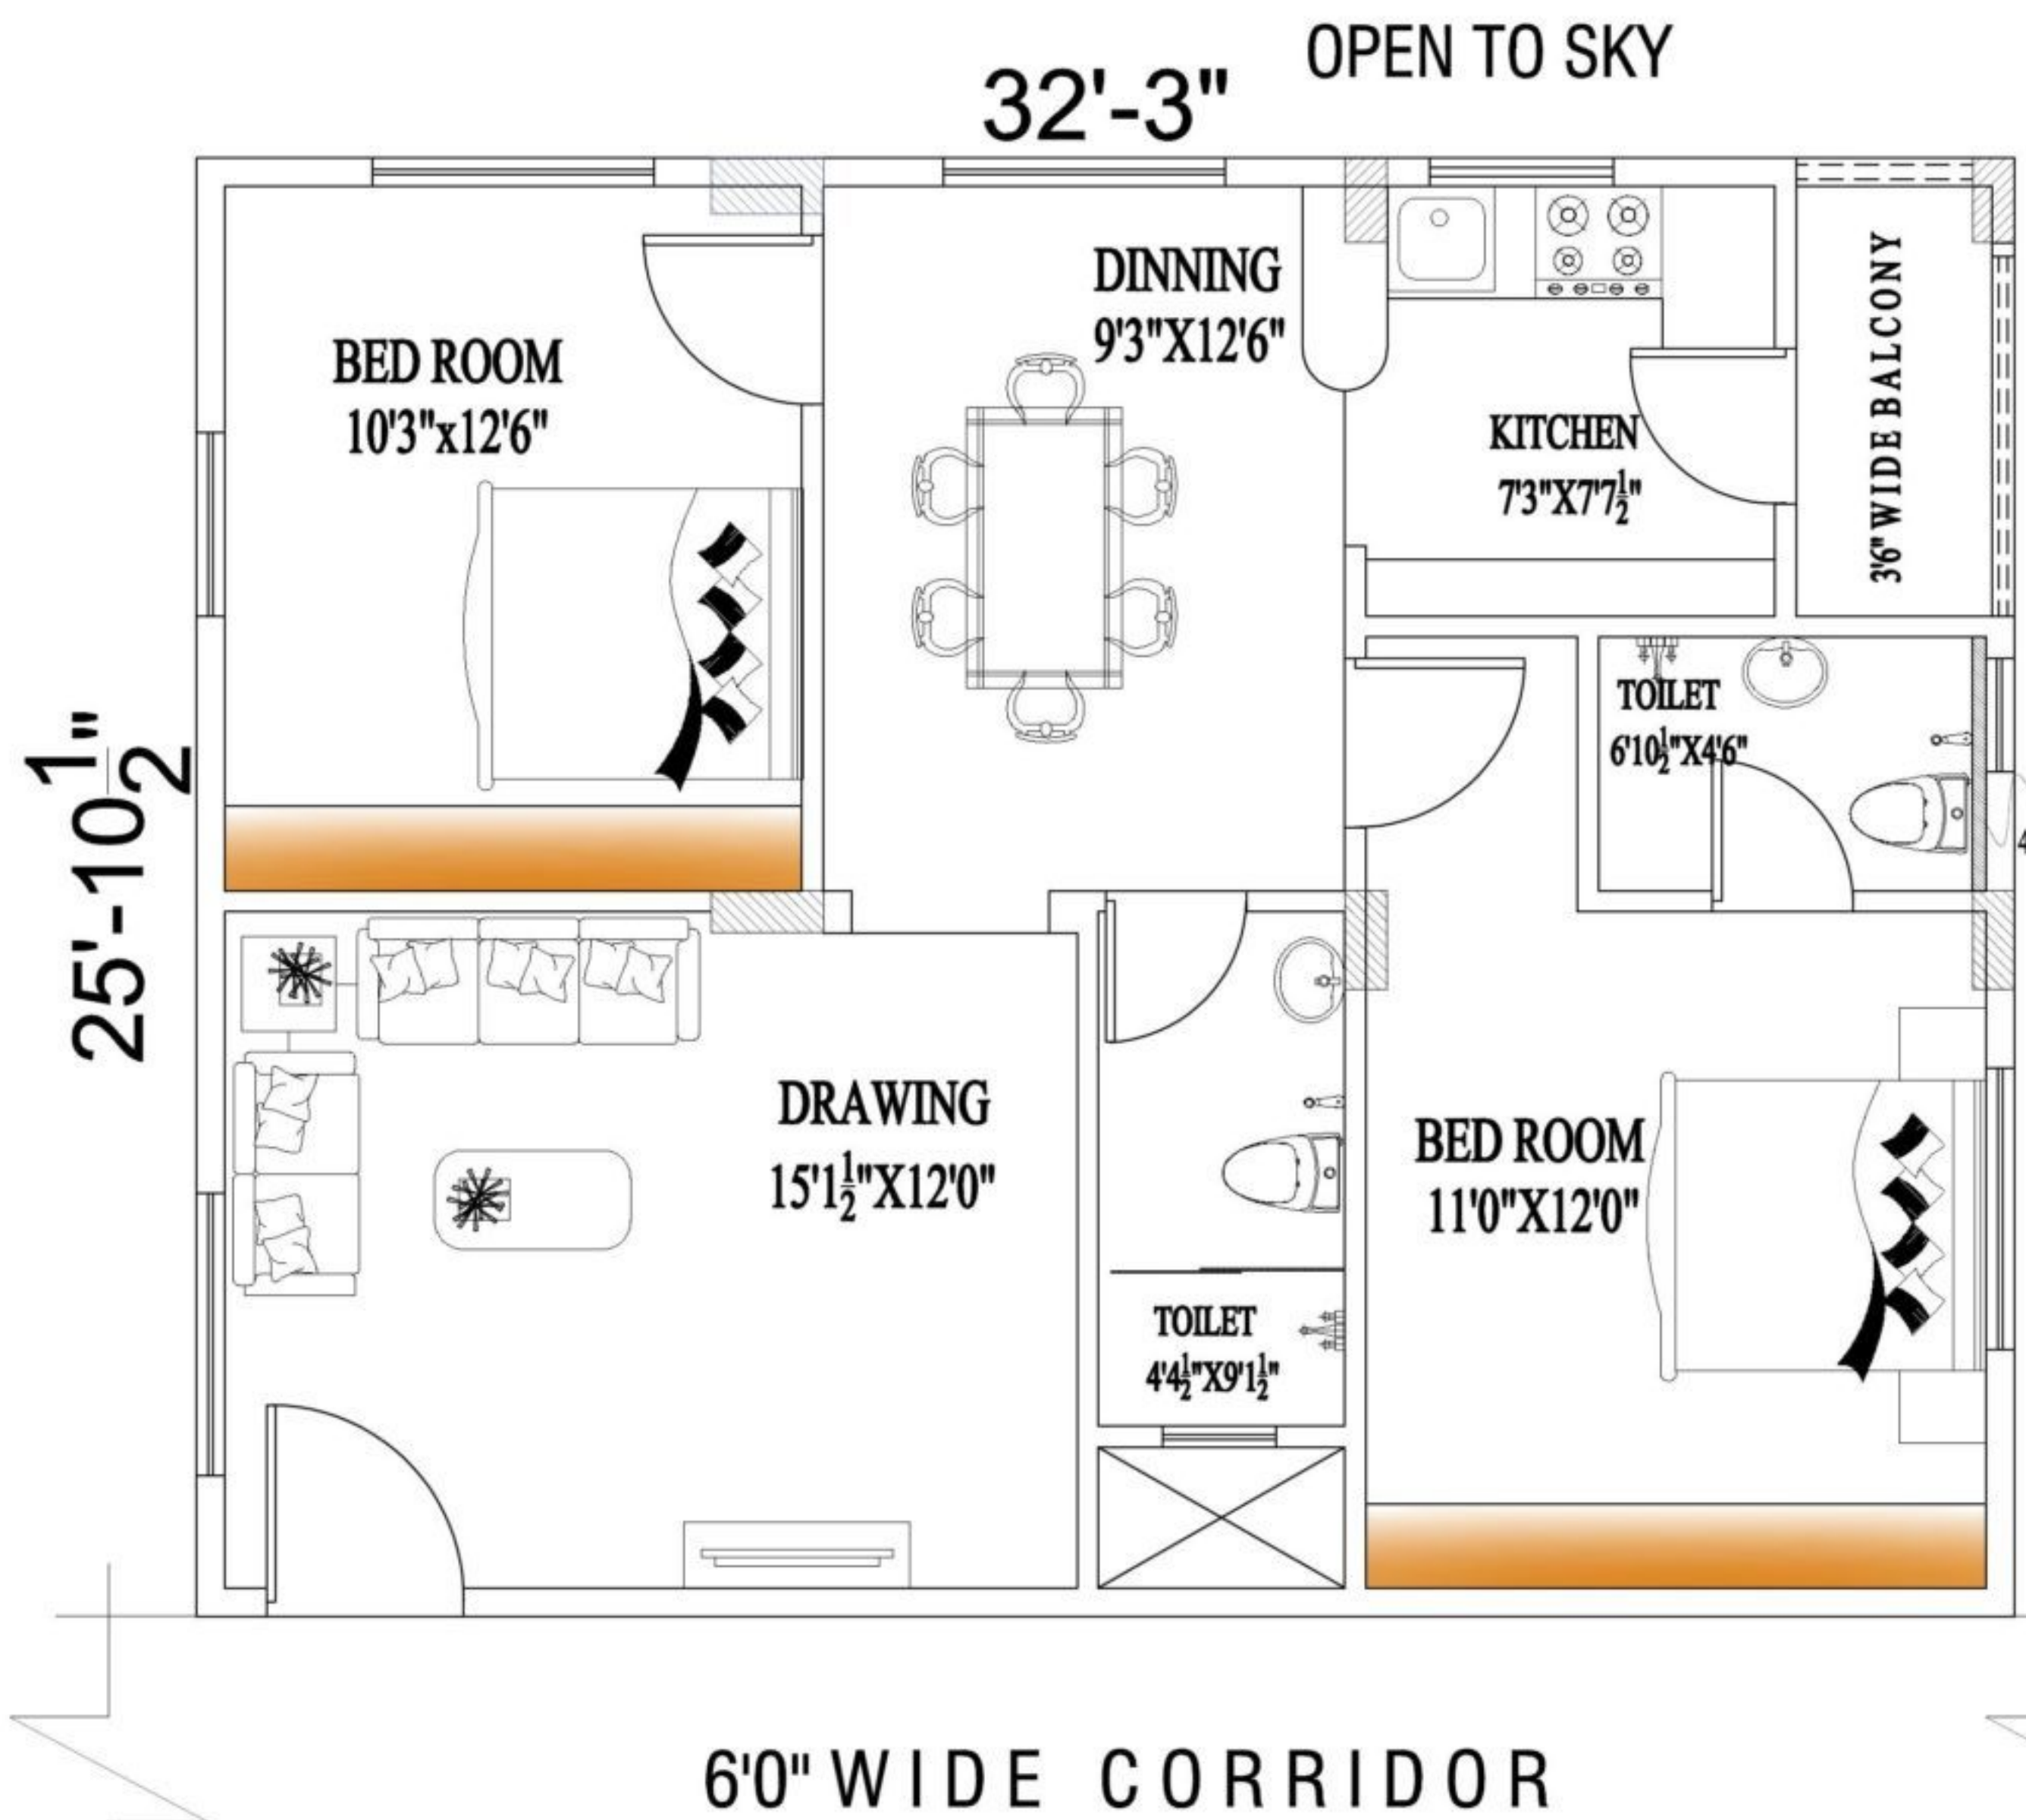 OPEN TO SKY
32'-3"
DINNING
9'3"X12'6"
BED ROOM
10'3"x12'6"
KITCHEN
7'3"X7'7½"
3'6" WIDE BALCONY
TOILET
6'10½"X4'6"
25'-10½"
4
DRAWING
15'1½"X12'0"
BED ROOM
11'0"X12'0"
TOILET
4'4½"X9'1½"
6'0" WIDE CORRIDOR